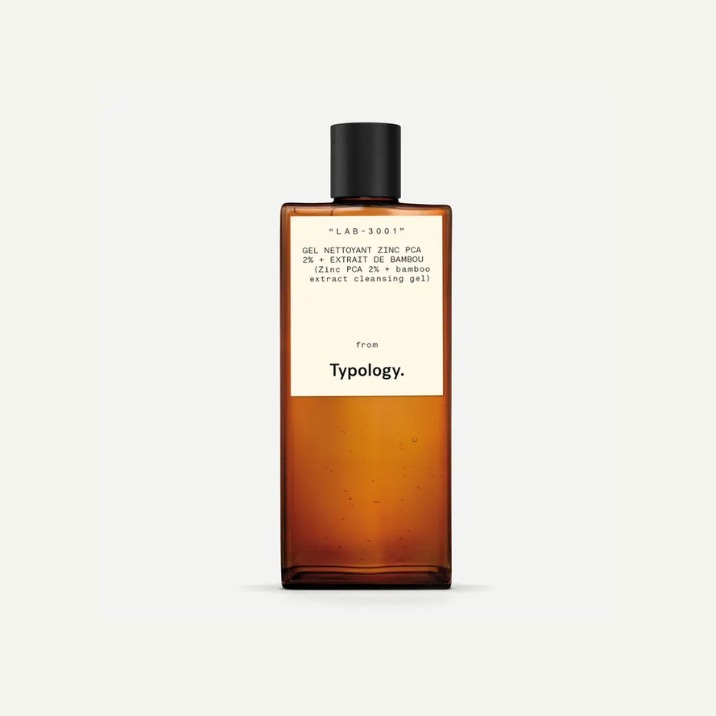 "LAB-3001"
GEL NETTOYANT ZINC PCA
2% + EXTRAIT DE BAMBOU
(Zinc PCA 2% + bamboo
extract cleansing gel)
from
Typology.